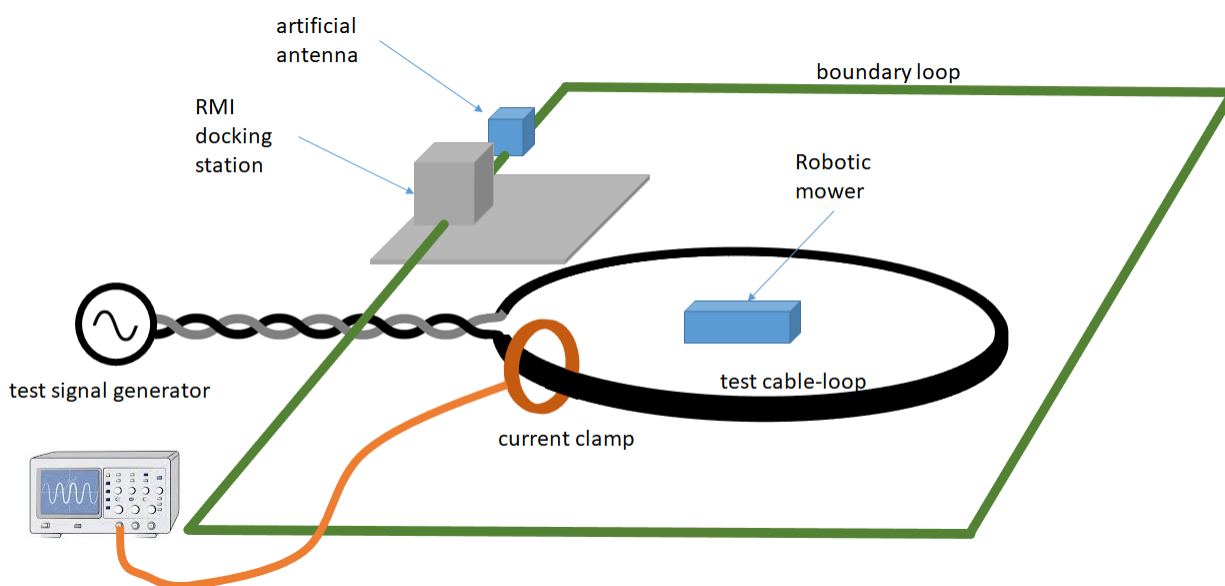 artificial
antenna
boundary loop
RMI
docking
station
Robotic
mower
test signal generator
test cable-loop
current clamp